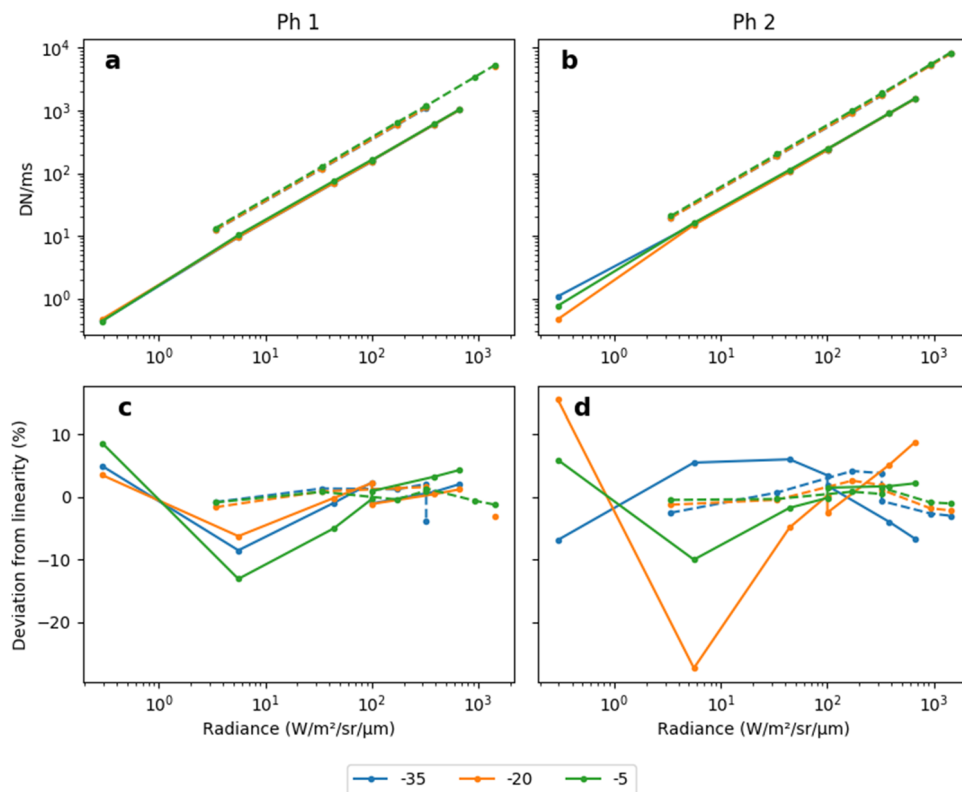 Ph 1
Ph 2
a
b
10⁴
10³
10²
10¹
10⁰
DN/ms
10⁰ 10¹ 10² 10³
10⁰ 10¹ 10² 10³
c
d
10
0
−10
−20
Deviation from linearity (%)
10⁰ 10¹ 10² 10³
10⁰ 10¹ 10² 10³
Radiance (W/m²/sr/μm)
Radiance (W/m²/sr/μm)
-35 -20 -5